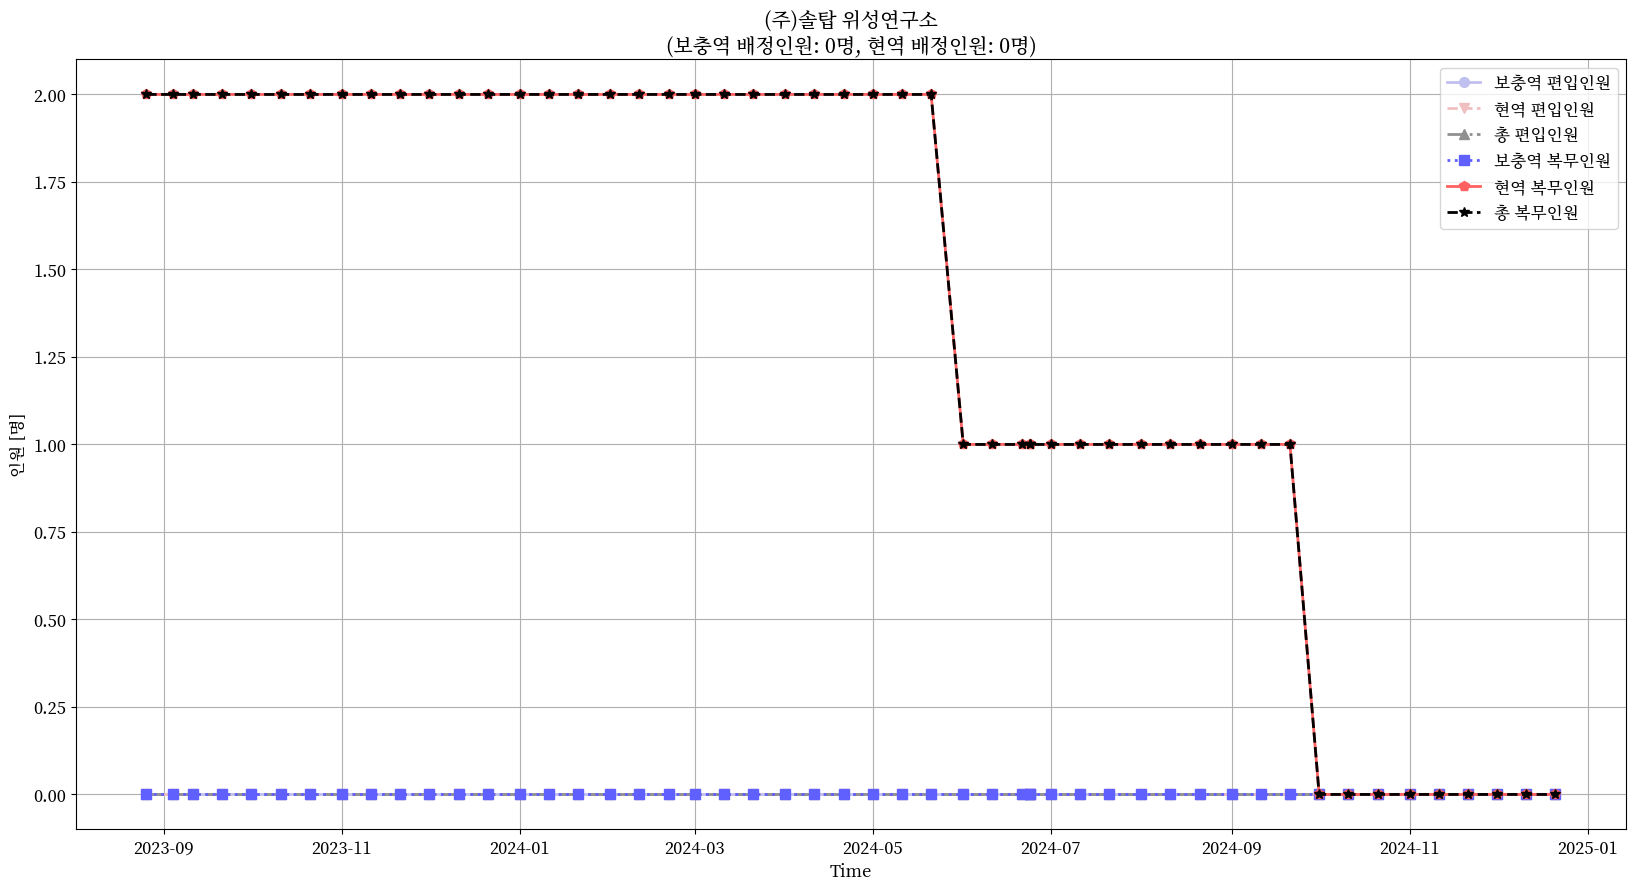 (주)솔탑 위성연구소
(보충역 배정인원: 0명, 현역 배정인원: 0명)
보충역 편입인원
현역 편입인원
총 편입인원
보충역 복무인원
현역 복무인원
총 복무인원
인원 [명]
2.00
1.75
1.50
1.25
1.00
0.75
0.50
0.25
0.00
2023-09 2023-11 2024-01 2024-03 2024-05 2024-07 2024-09 2024-11 2025-01
Time